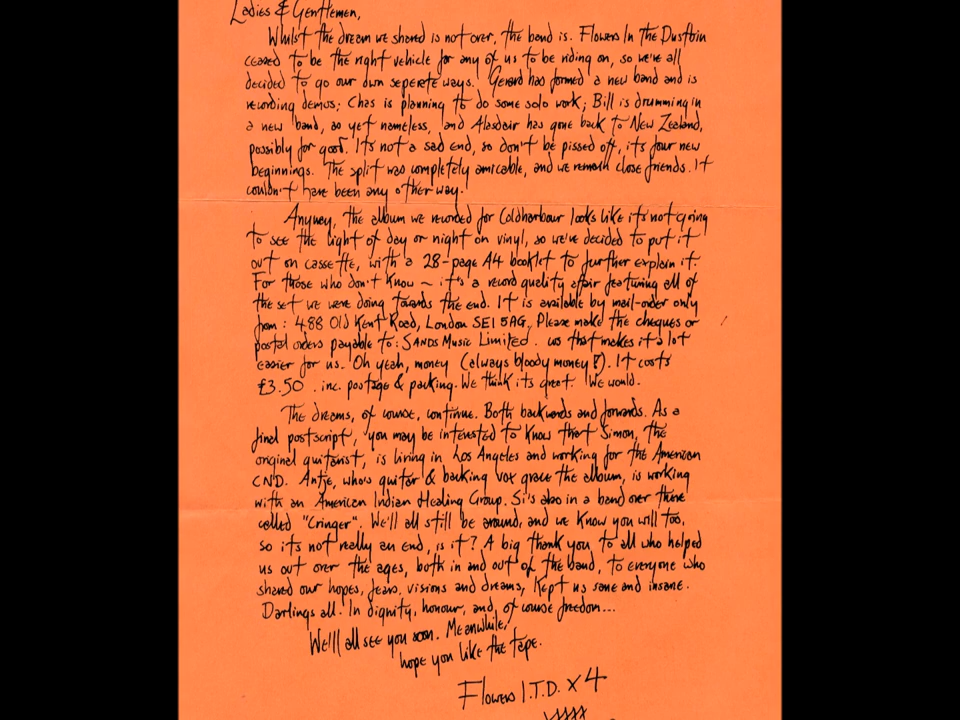 Ladies & Gentlemen,
Whilst the dream we shared is not over, the band is. Flowers In The Dustbin
ceased to be the right vehicle for any of us to be riding on, so we've all
decided to go our own seperate ways. Gerard has formed a new band and is
recording demos; Chas is planning to do some solo work; Bill is drumming in
a new band, as yet nameless, and Alasdair has gone back to New Zealand,
possibly for good. It's not a sad end, so don't be pissed off, it's four new
beginnings. The split was completely amicable, and we remain close friends. It
couldn't have been any other way.
Anyway, the album we recorded for Coldharbour looks like it's not going
to see the light of day or night on vinyl, so we've decided to put it
out on cassette, with a 28-page A4 booklet to further explain it.
For those who don't know ~ it's a record quality affair featuring all of
the set we were doing towards the end. It is available by mail-order only
from: 488 Old Kent Road, London SE1 5AG. Please make the cheques or
postal orders payable to: SANDS Music Limited. cos that makes it a lot
easier for us. Oh yeah, money (always bloody money!). It costs
£3.50. inc. postage & packing. We think its great. We would.
The dreams, of course, continue. Both backwards and forwards. As a
final postscript, you may be interested to know that Simon, the
original guitarist, is living in Los Angeles and working for the American
CND. Antje, who's guitar & backing vox grace the album, is working
with an American Indian Healing Group. Si's also in a band over there
called "Cringer". We'll all still be around, and we know you will too,
so it's not really an end, is it? A big thank you to all who helped
us out over the ages, both in and out of the band, to everyone who
shared our hopes, fears, visions and dreams, kept us sane and insane.
Darlings all. In dignity, honour, and, of course freedom...
We'll all see you soon. Meanwhile,
hope you like the tape.
Flowers I.T.D. x4
xxxx